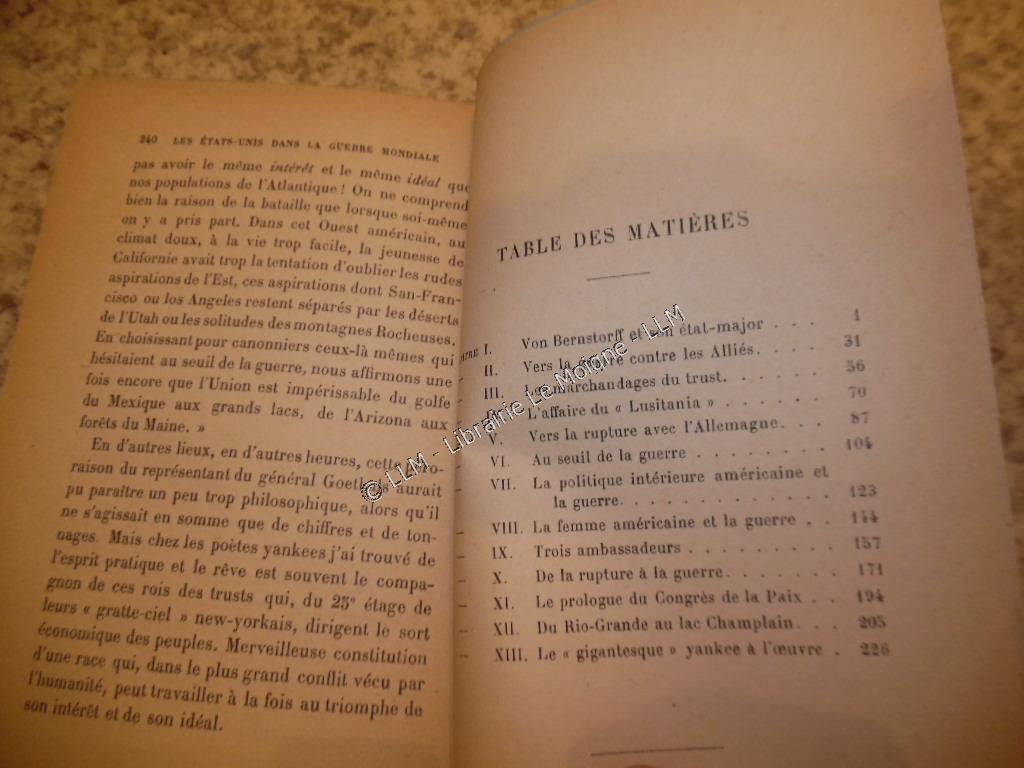 240 LES ÉTATS-UNIS DANS LA GUERRE MONDIALE
pas avoir le même intérêt et le même idéal que
nos populations de l'Atlantique ! On ne comprend
bien la raison de la bataille que lorsque soi-même
on y a pris part. Dans cet Ouest américain, au
climat doux, à la vie trop facile, la jeunesse de
Californie avait trop la tentation d'oublier les rudes
aspirations de l'Est, ces aspirations dont San-Fran-
cisco ou los Angeles restent séparés par les déserts
de l'Utah ou les solitudes des montagnes Rocheuses.
En choisissant pour canonniers ceux-là mêmes qui
hésitaient au seuil de la guerre, nous affirmons une
fois encore que l'Union est impérissable du golfe
du Mexique aux grands lacs, de l'Arizona aux
forêts du Maine. »
En d'autres lieux, en d'autres heures, cette
raison du représentant du général Goethals aurait
pu paraître un peu trop philosophique, alors qu'il
ne s'agissait en somme que de chiffres et de ton-
nages. Mais chez les poètes yankees j'ai trouvé de
l'esprit pratique et le rêve est souvent le compa-
gnon de ces rois des trusts qui, du 25e étage de
leurs « gratte-ciel » new-yorkais, dirigent le sort
économique des peuples. Merveilleuse constitution
d'une race qui, dans le plus grand conflit vécu par
l'humanité, peut travailler à la fois au triomphe de
son intérêt et de son idéal.
TABLE DES MATIÈRES
I. Von Bernstorff et son état-major . . . 1
II. Vers la guerre contre les Alliés. . . . . 31
III. Les marchandages du trust. . . . . . . 56
IV. L'affaire du « Lusitania » . . . . . . . 70
V. Vers la rupture avec l'Allemagne. . . . 87
VI. Au seuil de la guerre . . . . . . . . 104
VII. La politique intérieure américaine et
la guerre. . . . . . . . . . . . 123
VIII. La femme américaine et la guerre . . 144
IX. Trois ambassadeurs . . . . . . . . . 157
X. De la rupture à la guerre. . . . . . . 171
XI. Le prologue du Congrès de la Paix . . 194
XII. Du Rio-Grande au lac Champlain. . . 205
XIII. Le « gigantesque » yankee à l'œuvre . 226
© LLM - Librairie Le Moigne - LLM